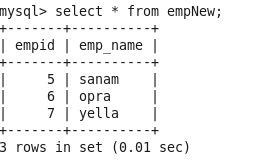 mysql> select * from empNew;
+-------+----------+
| empid | emp_name |
+-------+----------+
|     5 | sanam    |
|     6 | opra     |
|     7 | yella    |
+-------+----------+
3 rows in set (0.01 sec)